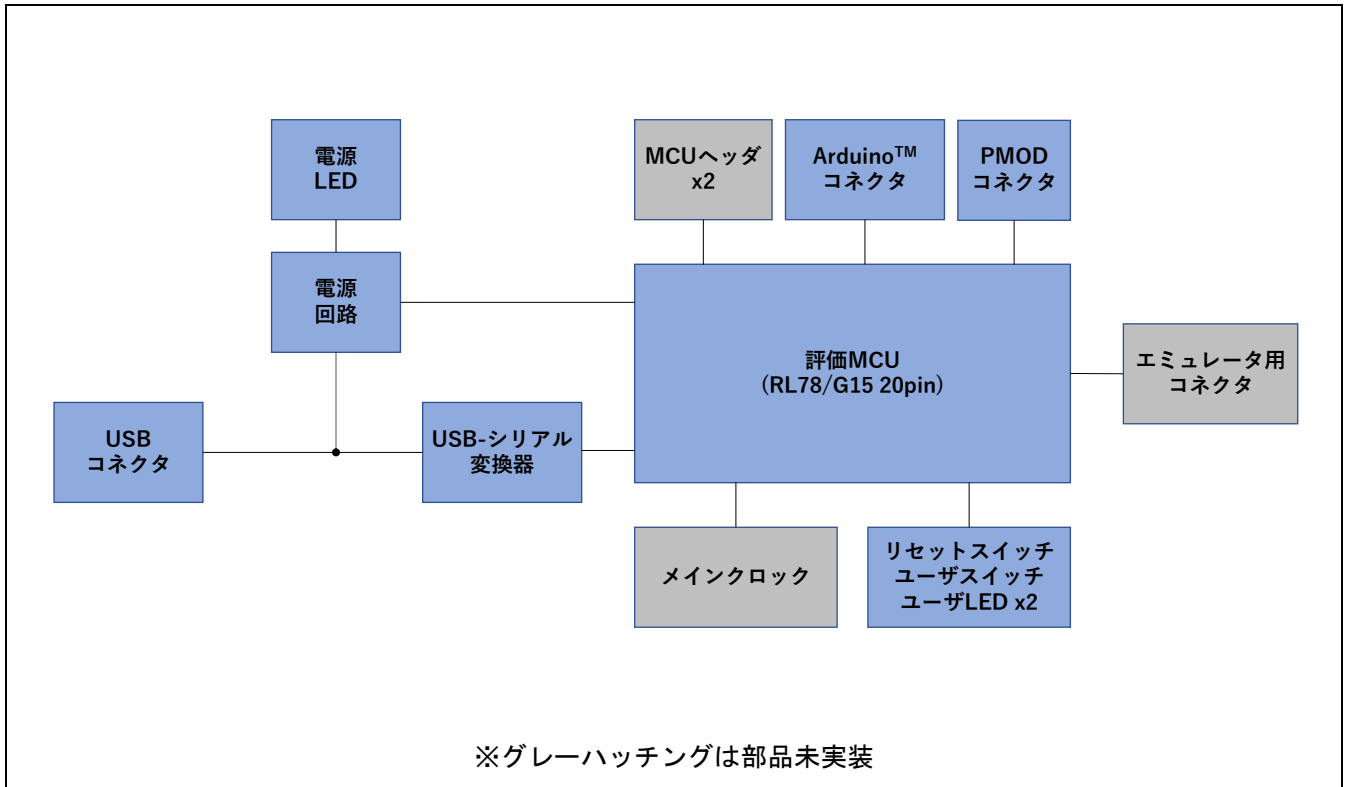 電源
LED
MCUヘッダ
x2
Arduino™
コネクタ
PMOD
コネクタ
電源
回路
評価MCU
(RL78/G15 20pin)
エミュレータ用
コネクタ
USB
コネクタ
USB-シリアル
変換器
メインクロック
リセットスイッチ
ユーザスイッチ
ユーザLED x2
※グレーハッチングは部品未実装